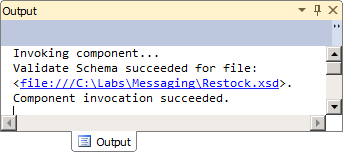 Output
Invoking component...
Validate Schema succeeded for file:
<file:///C:\Labs\Messaging\Restock.xsd>.
Component invocation succeeded.
Output